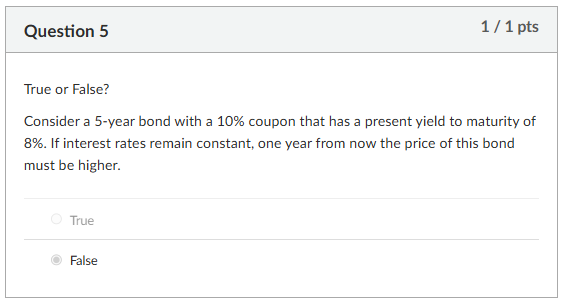 Question 5
1 / 1 pts
True or False?
Consider a 5-year bond with a 10% coupon that has a present yield to maturity of
8%. If interest rates remain constant, one year from now the price of this bond
must be higher.
True
False